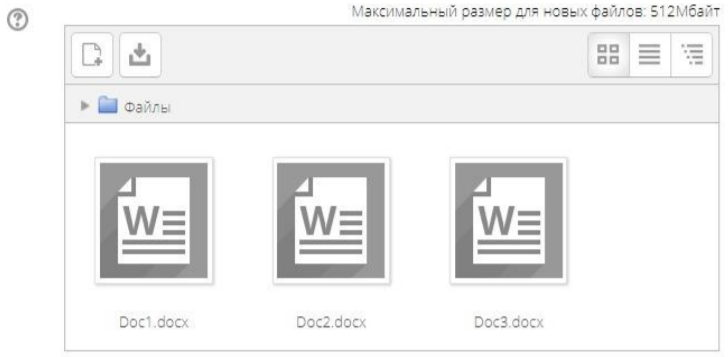 Максимальный размер для новых файлов: 512Мбайт
?
Файлы
W W W
Doc1.docx Doc2.docx Doc3.docx